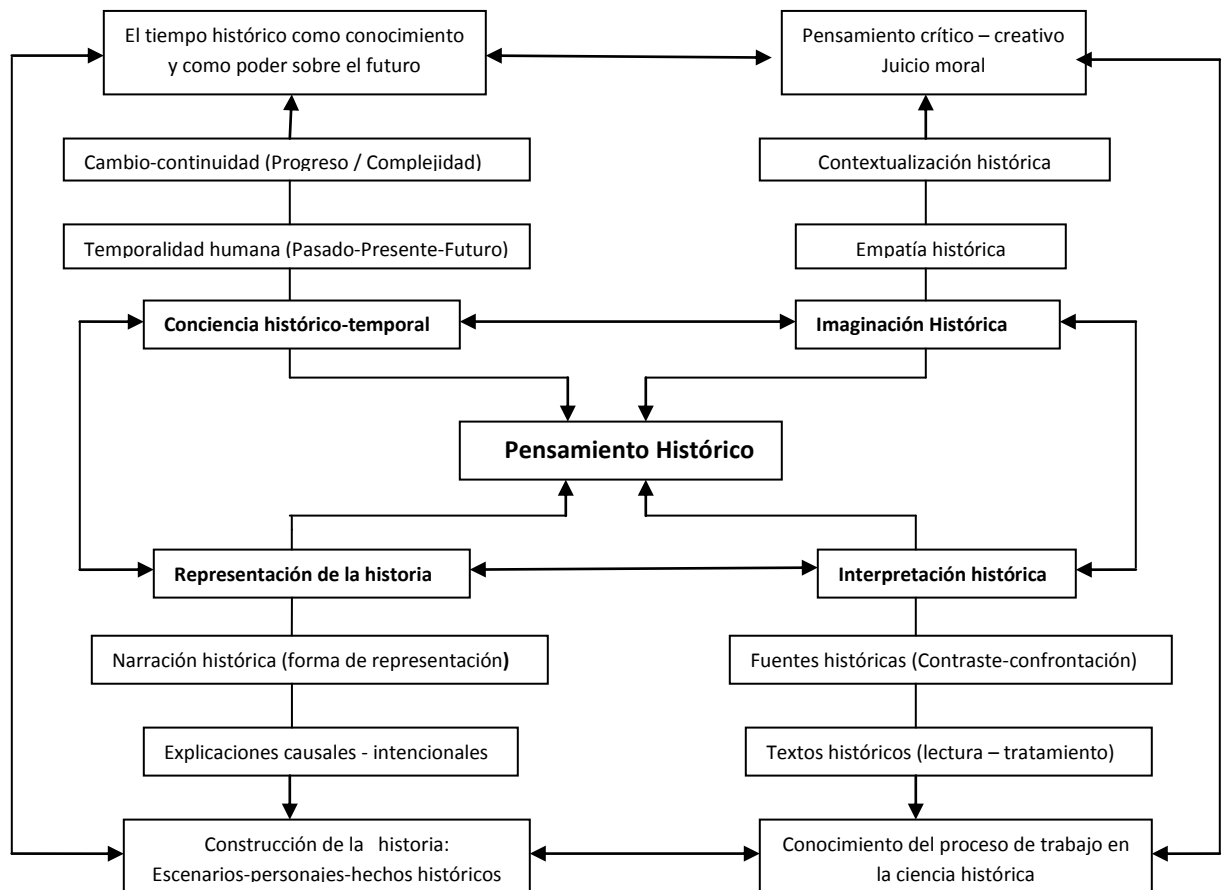 El tiempo histórico como conocimiento
y como poder sobre el futuro
Pensamiento crítico – creativo
Juicio moral
Cambio-continuidad (Progreso / Complejidad)
Contextualización histórica
Temporalidad humana (Pasado-Presente-Futuro)
Empatía histórica
Conciencia histórico-temporal
Imaginación Histórica
Pensamiento Histórico
Representación de la historia
Interpretación histórica
Narración histórica (forma de representación)
Fuentes históricas (Contraste-confrontación)
Explicaciones causales - intencionales
Textos históricos (lectura – tratamiento)
Construcción de la historia:
Escenarios-personajes-hechos históricos
Conocimiento del proceso de trabajo en
la ciencia histórica